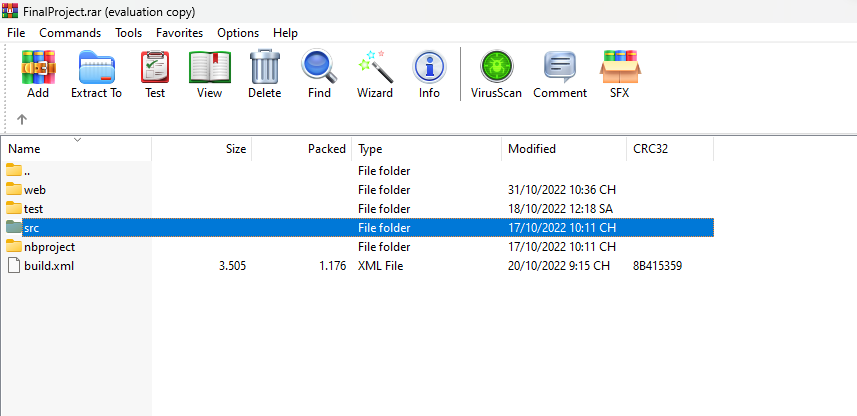 FinalProject.rar (evaluation copy)
File Commands Tools Favorites Options Help
Add Extract To Test View Delete Find Wizard Info VirusScan Comment SFX
Name Size Packed Type Modified CRC32
.. File folder
web File folder 31/10/2022 10:36 CH
test File folder 18/10/2022 12:18 SA
src File folder 17/10/2022 10:11 CH
nbproject File folder 17/10/2022 10:11 CH
build.xml 3.505 1.176 XML File 20/10/2022 9:15 CH 8B415359